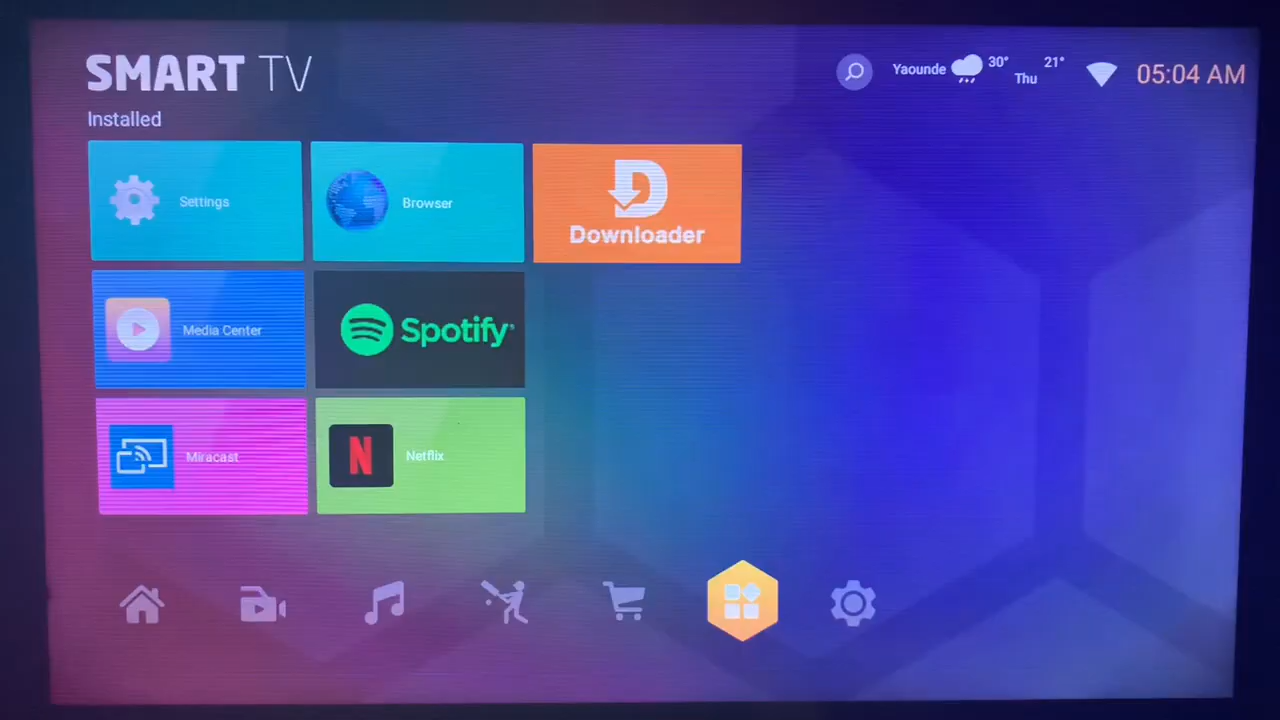 SMART TV
Yaounde
30°
Thu
21°
05:04 AM
Installed
Settings
Browser
D
Downloader
Media Center
Spotify®
Miracast
N
Netflix